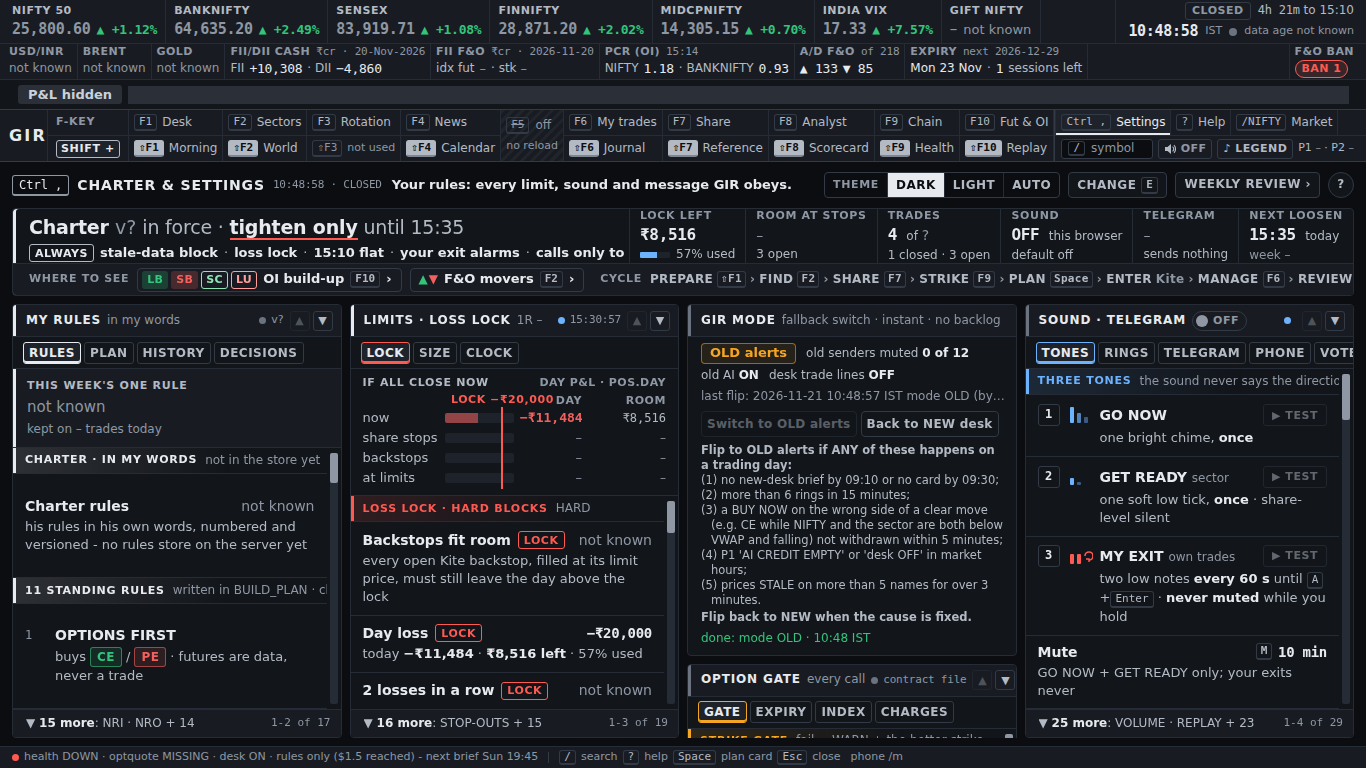 NIFTY 50
25,800.60 ▲ +1.12%
BANKNIFTY
64,635.20 ▲ +2.49%
SENSEX
83,919.71 ▲ +1.08%
FINNIFTY
28,871.20 ▲ +2.02%
MIDCPNIFTY
14,305.15 ▲ +0.70%
INDIA VIX
17.33 ▲ +7.57%
GIFT NIFTY
– not known
CLOSED 4h 21m to 15:10
10:48:58 IST ● data age not known
USD/INR
not known
BRENT
not known
GOLD
not known
FII/DII CASH ₹cr · 20-Nov-2026
FII +10,308 · DII −4,860
FII F&O ₹cr · 2026-11-20
idx fut – · stk –
PCR (OI) 15:14
NIFTY 1.18 · BANKNIFTY 0.93
A/D F&O of 218
▲ 133 ▼ 85
EXPIRY next 2026-12-29
Mon 23 Nov · 1 sessions left
F&O BAN
BAN 1
P&L hidden
GIR
F-KEY
F1 Desk
F2 Sectors
F3 Rotation
F4 News
F5 off
no reload
F6 My trades
F7 Share
F8 Analyst
F9 Chain
F10 Fut & OI
Ctrl , Settings
? Help
/NIFTY Market
SHIFT +
⇧F1 Morning
⇧F2 World
⇧F3 not used
⇧F4 Calendar
⇧F6 Journal
⇧F7 Reference
⇧F8 Scorecard
⇧F9 Health
⇧F10 Replay
/ symbol
OFF
♪ LEGEND
P1 – · P2 –
Ctrl , CHARTER & SETTINGS 10:48:58 · CLOSED Your rules: every limit, sound and message GIR obeys.
THEME DARK LIGHT AUTO
CHANGE E
WEEKLY REVIEW ›
?
Charter v? in force · tighten only until 15:35
ALWAYS stale-data block · loss lock · 15:10 flat · your exit alarms · calls only to
LOCK LEFT
₹8,516
57% used
ROOM AT STOPS
–
3 open
TRADES
4 of ?
1 closed · 3 open
SOUND
OFF this browser
default off
TELEGRAM
–
sends nothing
NEXT LOOSEN
15:35 today
week –
WHERE TO SEE LB SB SC LU OI build-up F10 › ▲▼ F&O movers F2 ›
CYCLE PREPARE ⇧F1 › FIND F2 › SHARE F7 › STRIKE F9 › PLAN Space › ENTER Kite › MANAGE F6 › REVIEW
MY RULES in my words ● v? ▲ ▼
RULES PLAN HISTORY DECISIONS
THIS WEEK'S ONE RULE
not known
kept on – trades today
CHARTER · IN MY WORDS not in the store yet
Charter rules not known
his rules in his own words, numbered and
versioned - no rules store on the server yet
11 STANDING RULES written in BUILD_PLAN
1 OPTIONS FIRST
buys CE / PE · futures are data,
never a trade
▼ 15 more: NRI · NRO + 14 1-2 of 17
LIMITS · LOSS LOCK 1R – ● 15:30:57 ▲ ▼
LOCK SIZE CLOCK
IF ALL CLOSE NOW DAY P&L · POS.DAY
LOCK −₹20,000 DAY ROOM
now −₹11,484 ₹8,516
share stops – –
backstops – –
at limits – –
LOSS LOCK · HARD BLOCKS HARD
Backstops fit room LOCK not known
every open Kite backstop, filled at its limit
price, must still leave the day above the
lock
Day loss LOCK −₹20,000
today −₹11,484 · ₹8,516 left · 57% used
2 losses in a row LOCK not known
▼ 16 more: STOP-OUTS + 15 1-3 of 19
GIR MODE fallback switch · instant · no backlog
OLD alerts old senders muted 0 of 12
old AI ON desk trade lines OFF
last flip: 2026-11-21 10:48:57 IST mode OLD (by…
Switch to OLD alerts Back to NEW desk
Flip to OLD alerts if ANY of these happens on
a trading day:
(1) no new-desk brief by 09:10 or no card by 09:30;
(2) more than 6 rings in 15 minutes;
(3) a BUY NOW on the wrong side of a clear move
(e.g. CE while NIFTY and the sector are both below
VWAP and falling) not withdrawn within 5 minutes;
(4) P1 'AI CREDIT EMPTY' or 'desk OFF' in market
hours;
(5) prices STALE on more than 5 names for over 3
minutes.
Flip back to NEW when the cause is fixed.
done: mode OLD · 10:48 IST
OPTION GATE every call ● contract file ▲ ▼
GATE EXPIRY INDEX CHARGES
SOUND · TELEGRAM OFF ● ▲ ▼
TONES RINGS TELEGRAM PHONE VOTE
THREE TONES the sound never says the
1 GO NOW ▶ TEST
one bright chime, once
2 GET READY sector ▶ TEST
one soft low tick, once · share-
level silent
3 MY EXIT own trades ▶ TEST
two low notes every 60 s until A
+Enter · never muted while you
hold
Mute M 10 min
GO NOW + GET READY only; your exits
never
▼ 25 more: VOLUME · REPLAY + 23 1-4 of 29
● health DOWN · optquote MISSING · desk ON · rules only ($1.5 reached) - next brief Sun 19:45 | / search ? help Space plan card Esc close phone /m